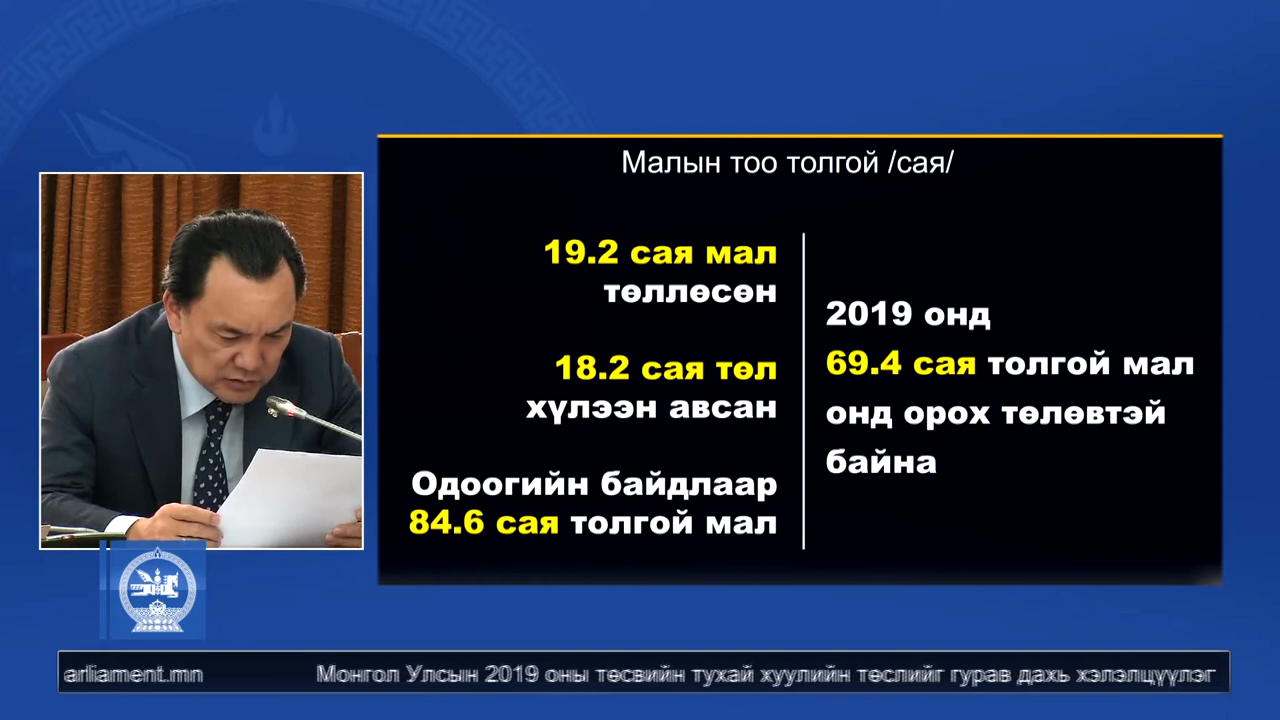 Малын тоо толгой /сая/
19.2 сая мал
төллөсөн
18.2 сая төл
хүлээн авсан
Одоогийн байдлаар
84.6 сая толгой мал
2019 онд
69.4 сая толгой мал
онд орох төлөвтэй
байна
arliament.mn Монгол Улсын 2019 оны төсвийн тухай хуулийн төслийг гурав дахь хэлэлцүүлэг